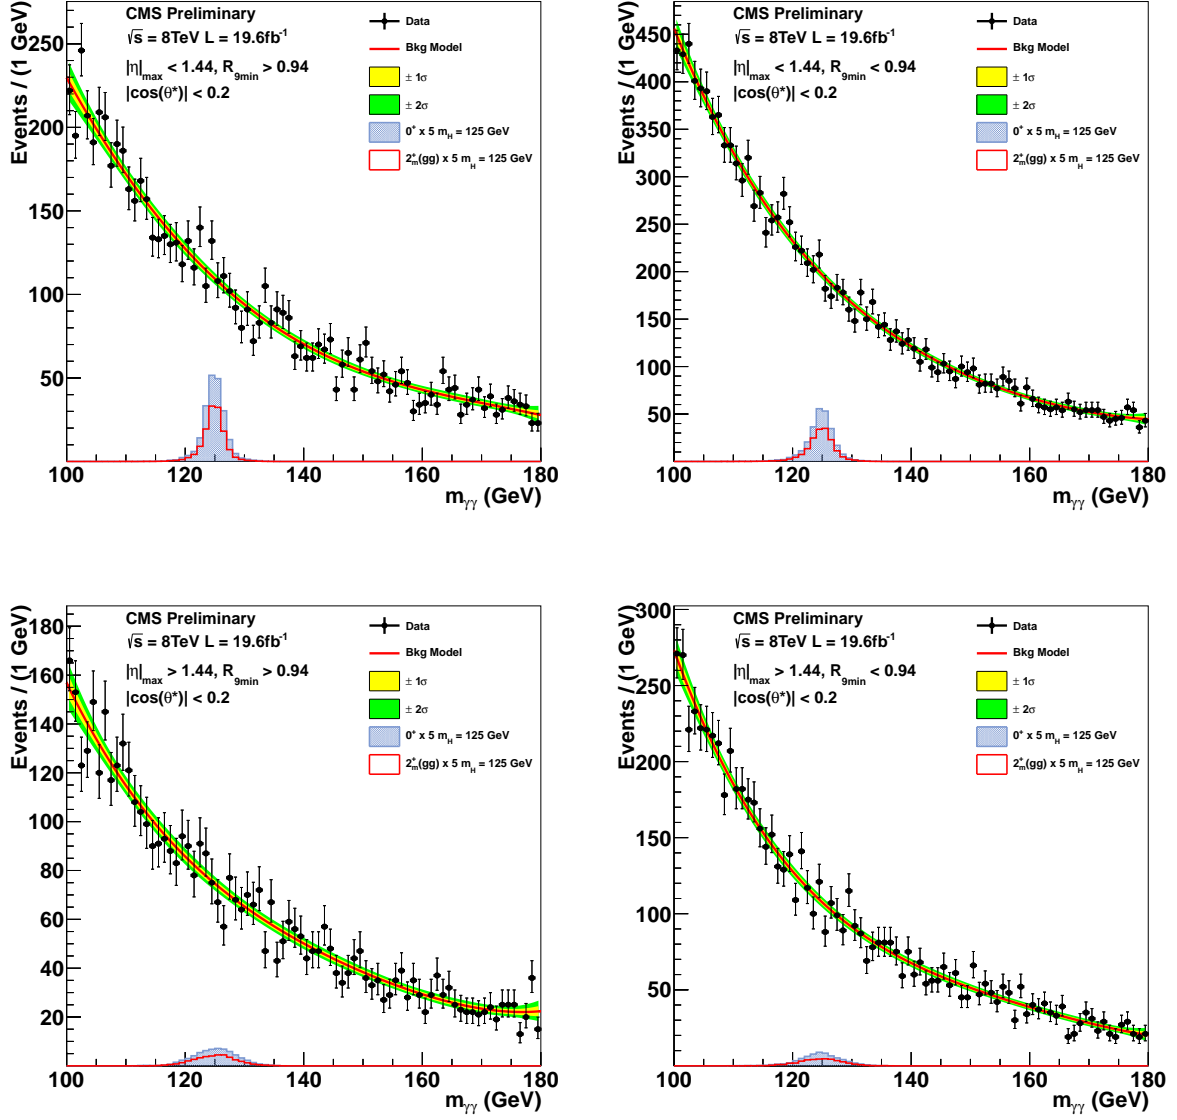 CMS Preliminary
√s = 8TeV L = 19.6fb⁻¹
|η|max < 1.44, R9min > 0.94
|cos(θ*)| < 0.2
Data
Bkg Model
± 1σ
± 2σ
0⁺ x 5 mH = 125 GeV
2⁺m(gg) x 5 mH = 125 GeV
Events / (1 GeV)
250
200
150
100
50
100 120 140 160 180
mγγ (GeV)
CMS Preliminary
√s = 8TeV L = 19.6fb⁻¹
|η|max < 1.44, R9min < 0.94
|cos(θ*)| < 0.2
Data
Bkg Model
± 1σ
± 2σ
0⁺ x 5 mH = 125 GeV
2⁺m(gg) x 5 mH = 125 GeV
Events / (1 GeV)
450
400
350
300
250
200
150
100
50
100 120 140 160 180
mγγ (GeV)
CMS Preliminary
√s = 8TeV L = 19.6fb⁻¹
|η|max > 1.44, R9min > 0.94
|cos(θ*)| < 0.2
Data
Bkg Model
± 1σ
± 2σ
0⁺ x 5 mH = 125 GeV
2⁺m(gg) x 5 mH = 125 GeV
Events / (1 GeV)
180
160
140
120
100
80
60
40
20
100 120 140 160 180
mγγ (GeV)
CMS Preliminary
√s = 8TeV L = 19.6fb⁻¹
|η|max > 1.44, R9min < 0.94
|cos(θ*)| < 0.2
Data
Bkg Model
± 1σ
± 2σ
0⁺ x 5 mH = 125 GeV
2⁺m(gg) x 5 mH = 125 GeV
Events / (1 GeV)
300
250
200
150
100
50
100 120 140 160 180
mγγ (GeV)